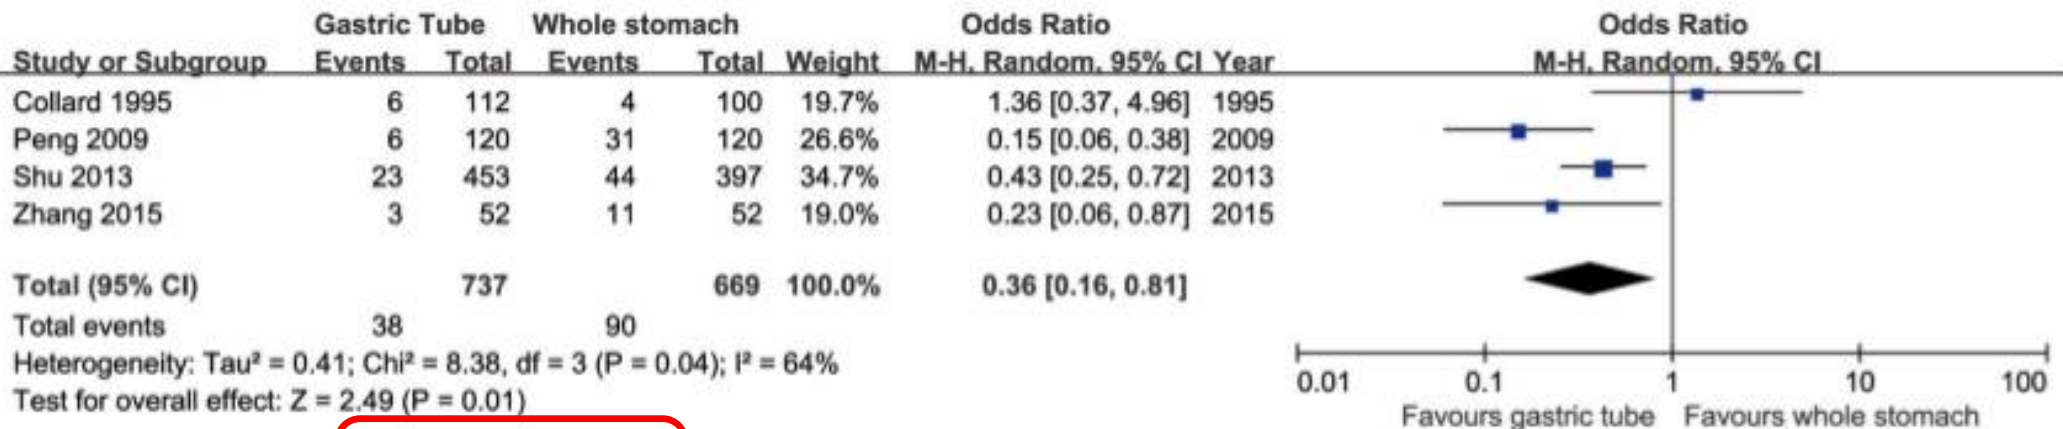 Gastric Tube Whole stomach Odds Ratio Odds Ratio
Study or Subgroup Events Total Events Total Weight M-H, Random, 95% CI Year M-H, Random, 95% CI
Collard 1995 6 112 4 100 19.7% 1.36 [0.37, 4.96] 1995
Peng 2009 6 120 31 120 26.6% 0.15 [0.06, 0.38] 2009
Shu 2013 23 453 44 397 34.7% 0.43 [0.25, 0.72] 2013
Zhang 2015 3 52 11 52 19.0% 0.23 [0.06, 0.87] 2015
Total (95% CI) 737 669 100.0% 0.36 [0.16, 0.81]
Total events 38 90
Heterogeneity: Tau² = 0.41; Chi² = 8.38, df = 3 (P = 0.04); I² = 64%
Test for overall effect: Z = 2.49 (P = 0.01)
0.01 0.1 1 10 100
Favours gastric tube Favours whole stomach